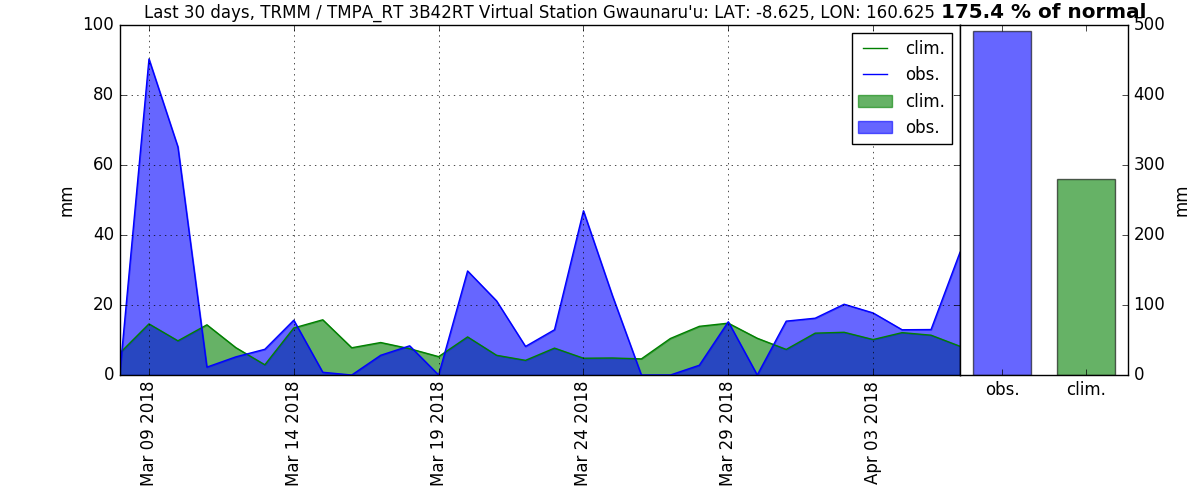 Last 30 days, TRMM / TMPA_RT 3B42RT Virtual Station Gwaunaru'u: LAT: -8.625, LON: 160.625 175.4 % of normal
100
80
60
40
20
0
mm
clim.
obs.
clim.
obs.
Mar 09 2018
Mar 14 2018
Mar 19 2018
Mar 24 2018
Mar 29 2018
Apr 03 2018
500
400
300
200
100
0
mm
obs.
clim.